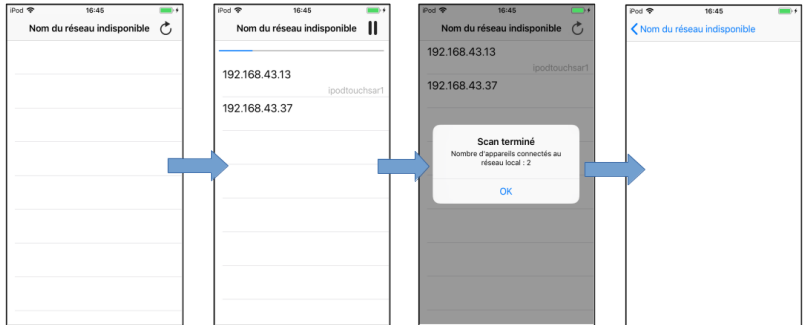 iPod 16:45
Nom du réseau indisponible
iPod 16:45
Nom du réseau indisponible
192.168.43.13
ipodtouchsar1
192.168.43.37
iPod 16:45
Nom du réseau indisponible
192.168.43.13
ipodtouchsar1
192.168.43.37
Scan terminé
Nombre d'appareils connectés au
réseau local : 2
OK
iPod 16:45
Nom du réseau indisponible